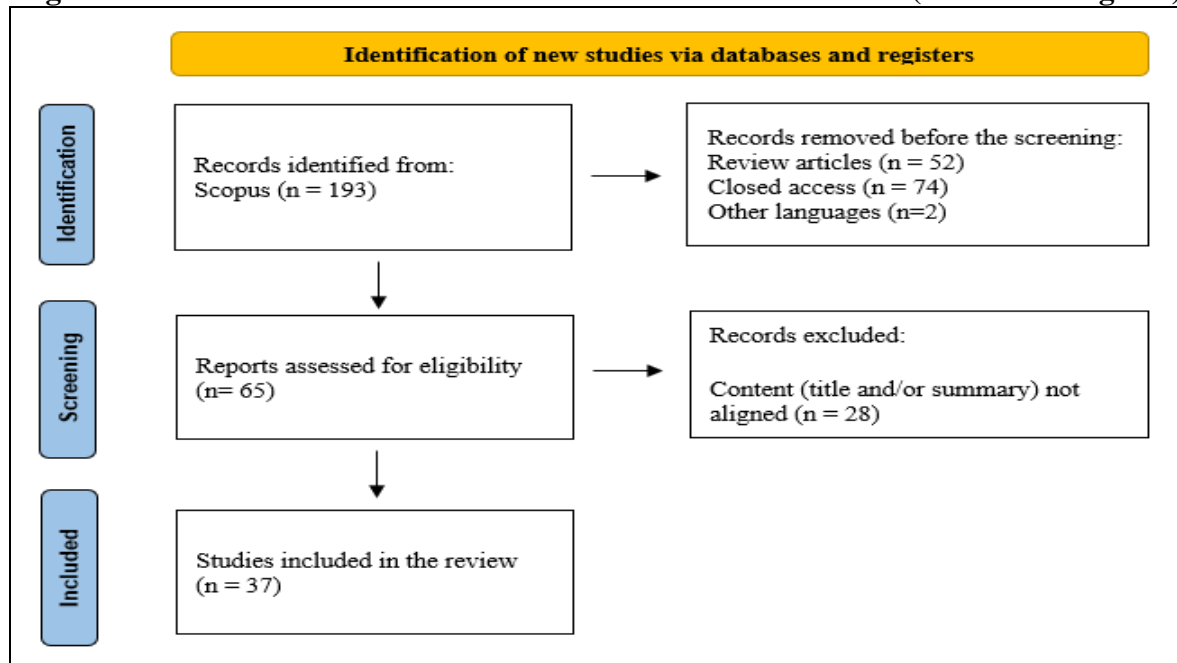 Identification of new studies via databases and registers
Identification
Records identified from:
Scopus (n = 193)
Records removed before the screening:
Review articles (n = 52)
Closed access (n = 74)
Other languages (n=2)
Screening
Reports assessed for eligibility
(n= 65)
Records excluded:
Content (title and/or summary) not
aligned (n = 28)
Included
Studies included in the review
(n = 37)